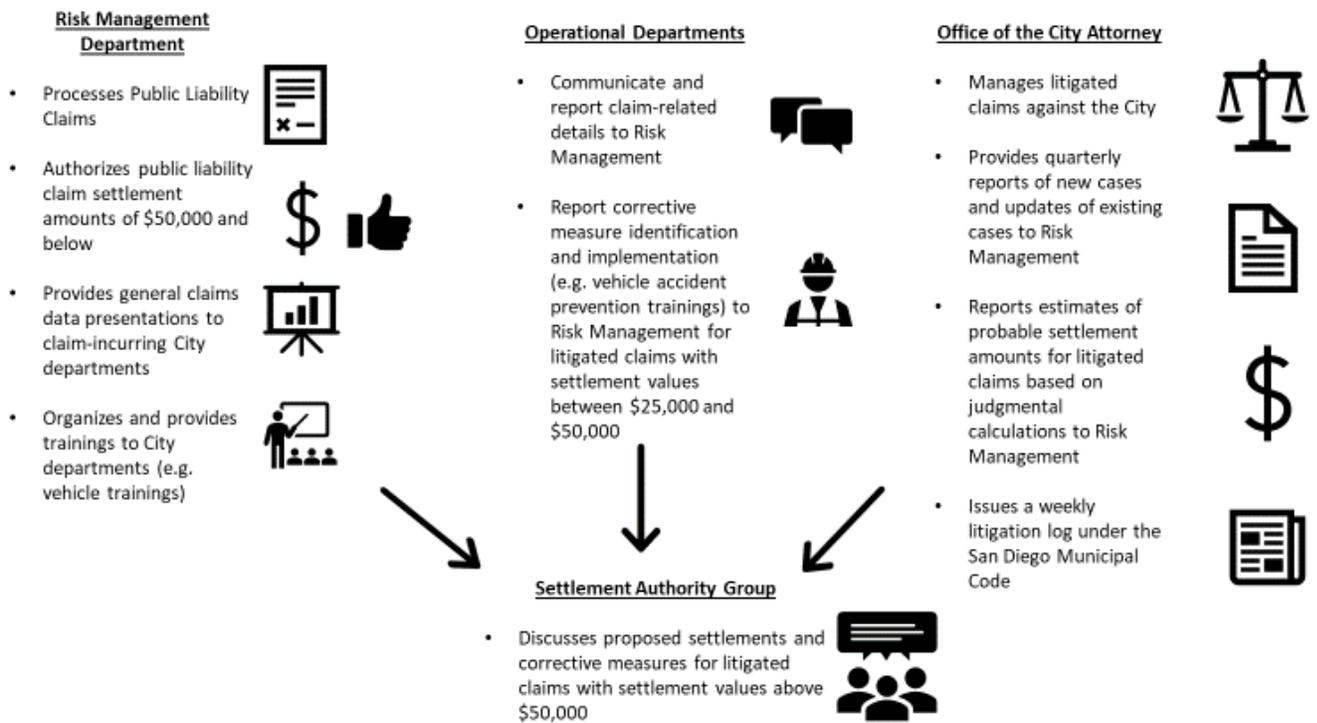 Risk Management
Department
• Processes Public Liability
Claims
• Authorizes public liability
claim settlement
amounts of $50,000 and
below
• Provides general claims
data presentations to
claim-incurring City
departments
• Organizes and provides
trainings to City
departments (e.g.
vehicle trainings)
Operational Departments
• Communicate and
report claim-related
details to Risk
Management
• Report corrective
measure identification
and implementation
(e.g. vehicle accident
prevention trainings) to
Risk Management for
litigated claims with
settlement values
between $25,000 and
$50,000
Office of the City Attorney
• Manages litigated
claims against the City
• Provides quarterly
reports of new cases
and updates of existing
cases to Risk
Management
• Reports estimates of
probable settlement
amounts for litigated
claims based on
judgmental
calculations to Risk
Management
• Issues a weekly
litigation log under the
San Diego Municipal
Code
Settlement Authority Group
• Discusses proposed settlements and
corrective measures for litigated
claims with settlement values above
$50,000